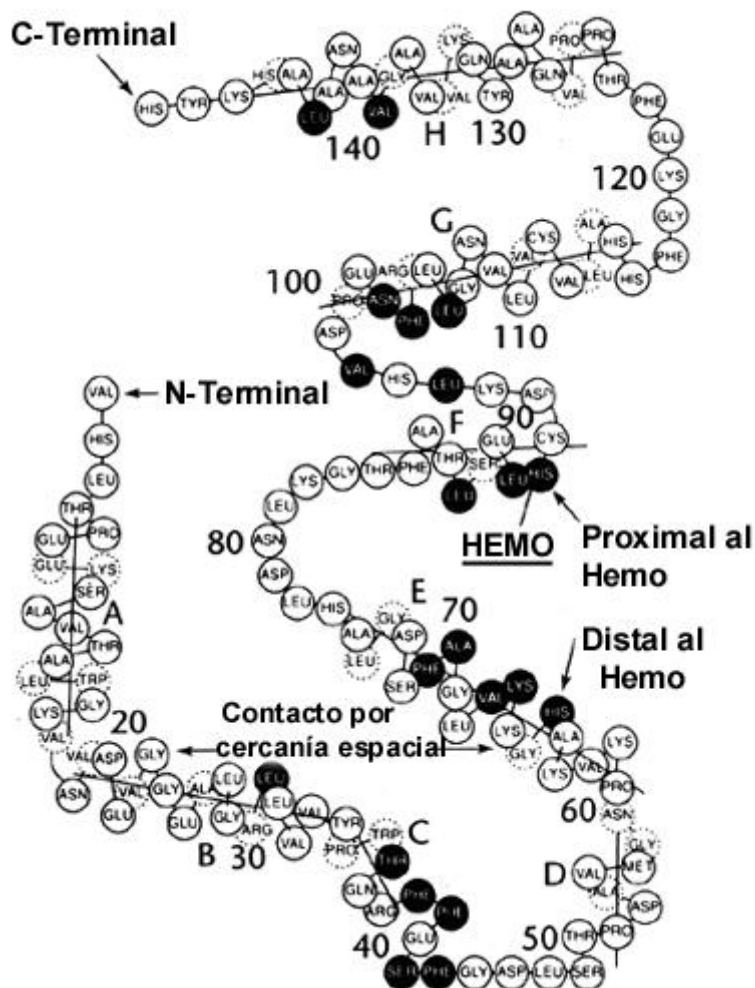 C-Terminal
HIS TYR LYS HIS ALA LEU ALA ASN ALA VAL GLY ALA VAL VAL LYS GLN TYR ALA ALA GLN VAL PRO PRO THR PHE GLU LYS GLY PHE HIS HIS
140 H 130
120
G
GLU ARG LEU ASN VAL VAL CYS ALA
100 PRO ASN PHE LEU GLY LEU VAL LEU
110
ASP VAL HIS LEU LYS ASP CYS
90
N-Terminal
VAL HIS LEU THR PRO GLU GLU LYS SER ALA VAL THR ALA LEU TRP GLY LYS VAL
A
F
ALA GLU
LYS GLY THR PHE THR LEU SER LEU HIS
LEU
80 ASN
ASP
LEU HIS ALA LEU GLY ASP SER PHE ALA GLY LEU VAL LYS LYS GLY HIS ALA LYS VAL LYS PRO ASN
HEMO
Proximal al
Hemo
E 70
Distal al
Hemo
20
Contacto por
cercanía espacial
ASN VAL ASP GLU VAL GLY GLY GLU ALA LEU GLY ARG LEU LEU VAL VAL TYR PRO TRP THR GLN ARG PHE PHE GLU SER PHE GLY ASP LEU SER THR PRO ASP ALA VAL MET GLY
B 30 C
60
D
40 50